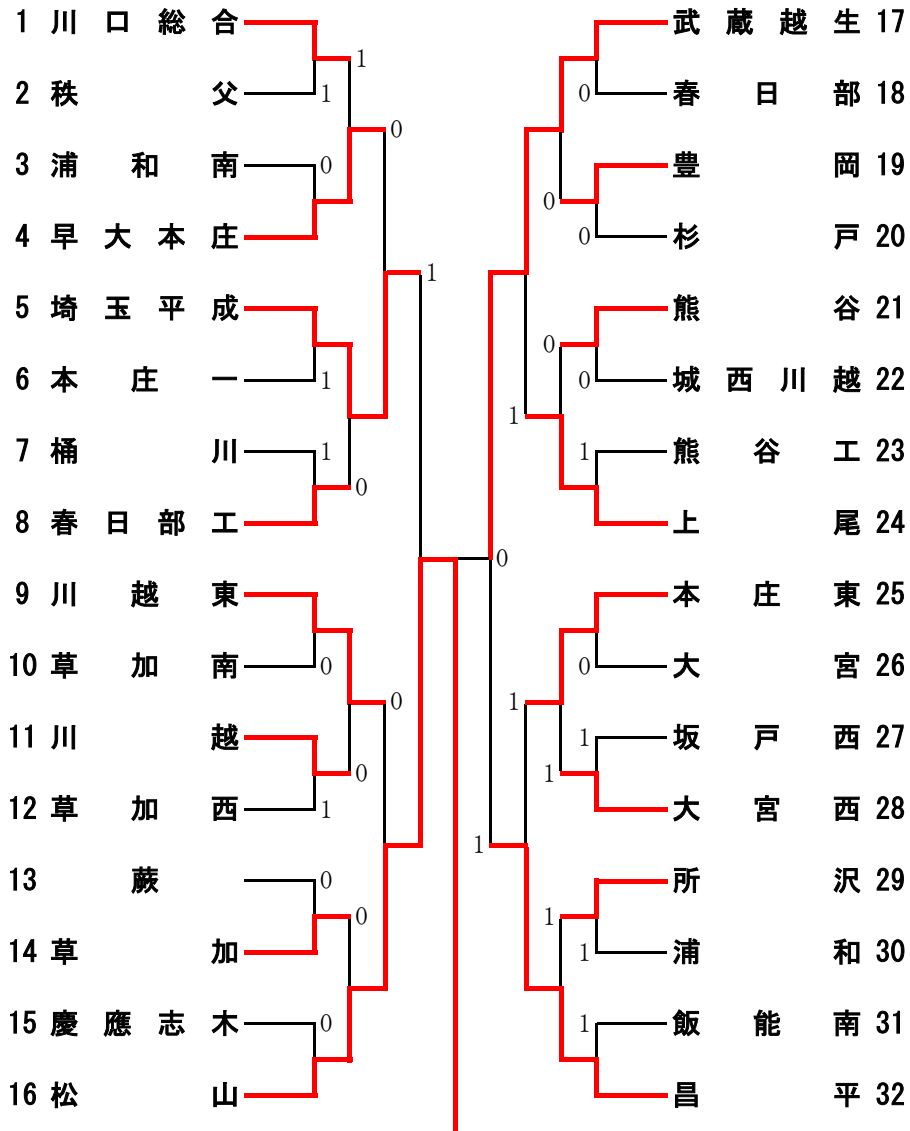 1 川口総合
1
2 秩父
1
0
3 浦和南
0
4 早大本庄
1
5 埼玉平成
6 本庄一
1
7 桶川
1
0
8 春日部工
9 川越東
10 草加南
0
0
11 川越
0
12 草加西
1
13 蕨
0
0
14 草加
15 慶應志木
0
16 松山
武蔵越生 17
0
春日部 18
豊岡 19
0
0
杉戸 20
熊谷 21
0
0
城西川越 22
1
1
熊谷工 23
上尾 24
0
本庄東 25
0
大宮 26
1
1
坂戸西 27
1
大宮西 28
1
所沢 29
1
1
浦和 30
1
飯能南 31
昌平 32